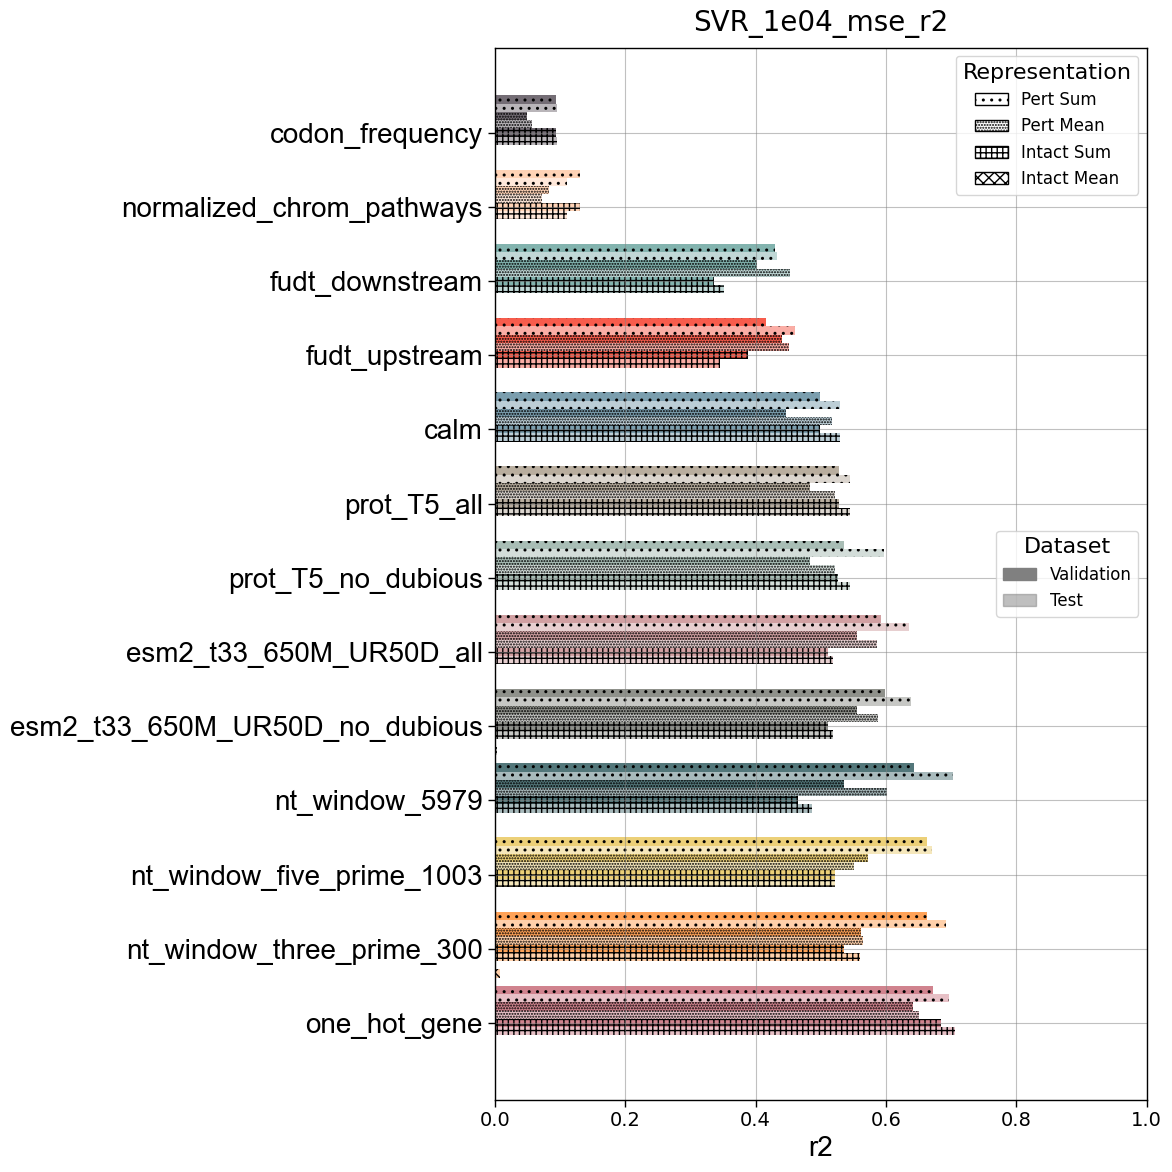 SVR_1e04_mse_r2
Representation
Pert Sum
Pert Mean
Intact Sum
Intact Mean
codon_frequency
normalized_chrom_pathways
fudt_downstream
fudt_upstream
calm
prot_T5_all
prot_T5_no_dubious
Dataset
Validation
Test
esm2_t33_650M_UR50D_all
esm2_t33_650M_UR50D_no_dubious
nt_window_5979
nt_window_five_prime_1003
nt_window_three_prime_300
one_hot_gene
0.0 0.2 0.4 0.6 0.8 1.0
r2